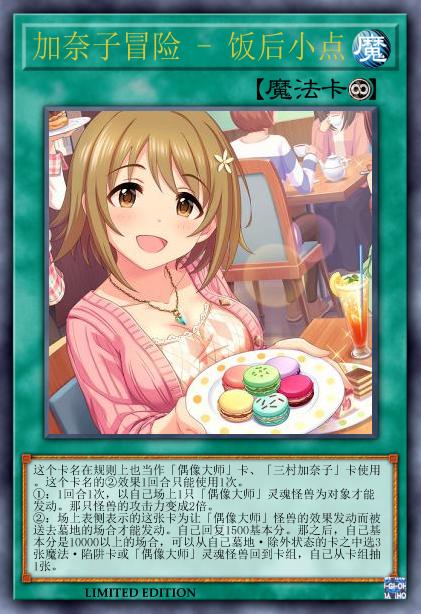 加奈子冒险 - 饭后小点
魔
【魔法卡∞】
这个卡名在规则上也当作「偶像大师」卡、「三村加奈子」卡使用
。这个卡名的②效果1回合只能使用1次。
①：1回合1次，以自己场上1只「偶像大师」灵魂怪兽为对象才能
发动。那只怪兽的攻击力变成2倍。
②：场上表侧表示的这张卡为让「偶像大师」怪兽的效果发动而被
送去墓地的场合才能发动。自己回复1500基本分。那之后，自己基
本分是10000以上的场合，可以从自己墓地·除外状态的卡之中选3
张魔法·陷阱卡或「偶像大师」灵魂怪兽回到卡组，自己从卡组抽
1张。
LIMITED EDITION